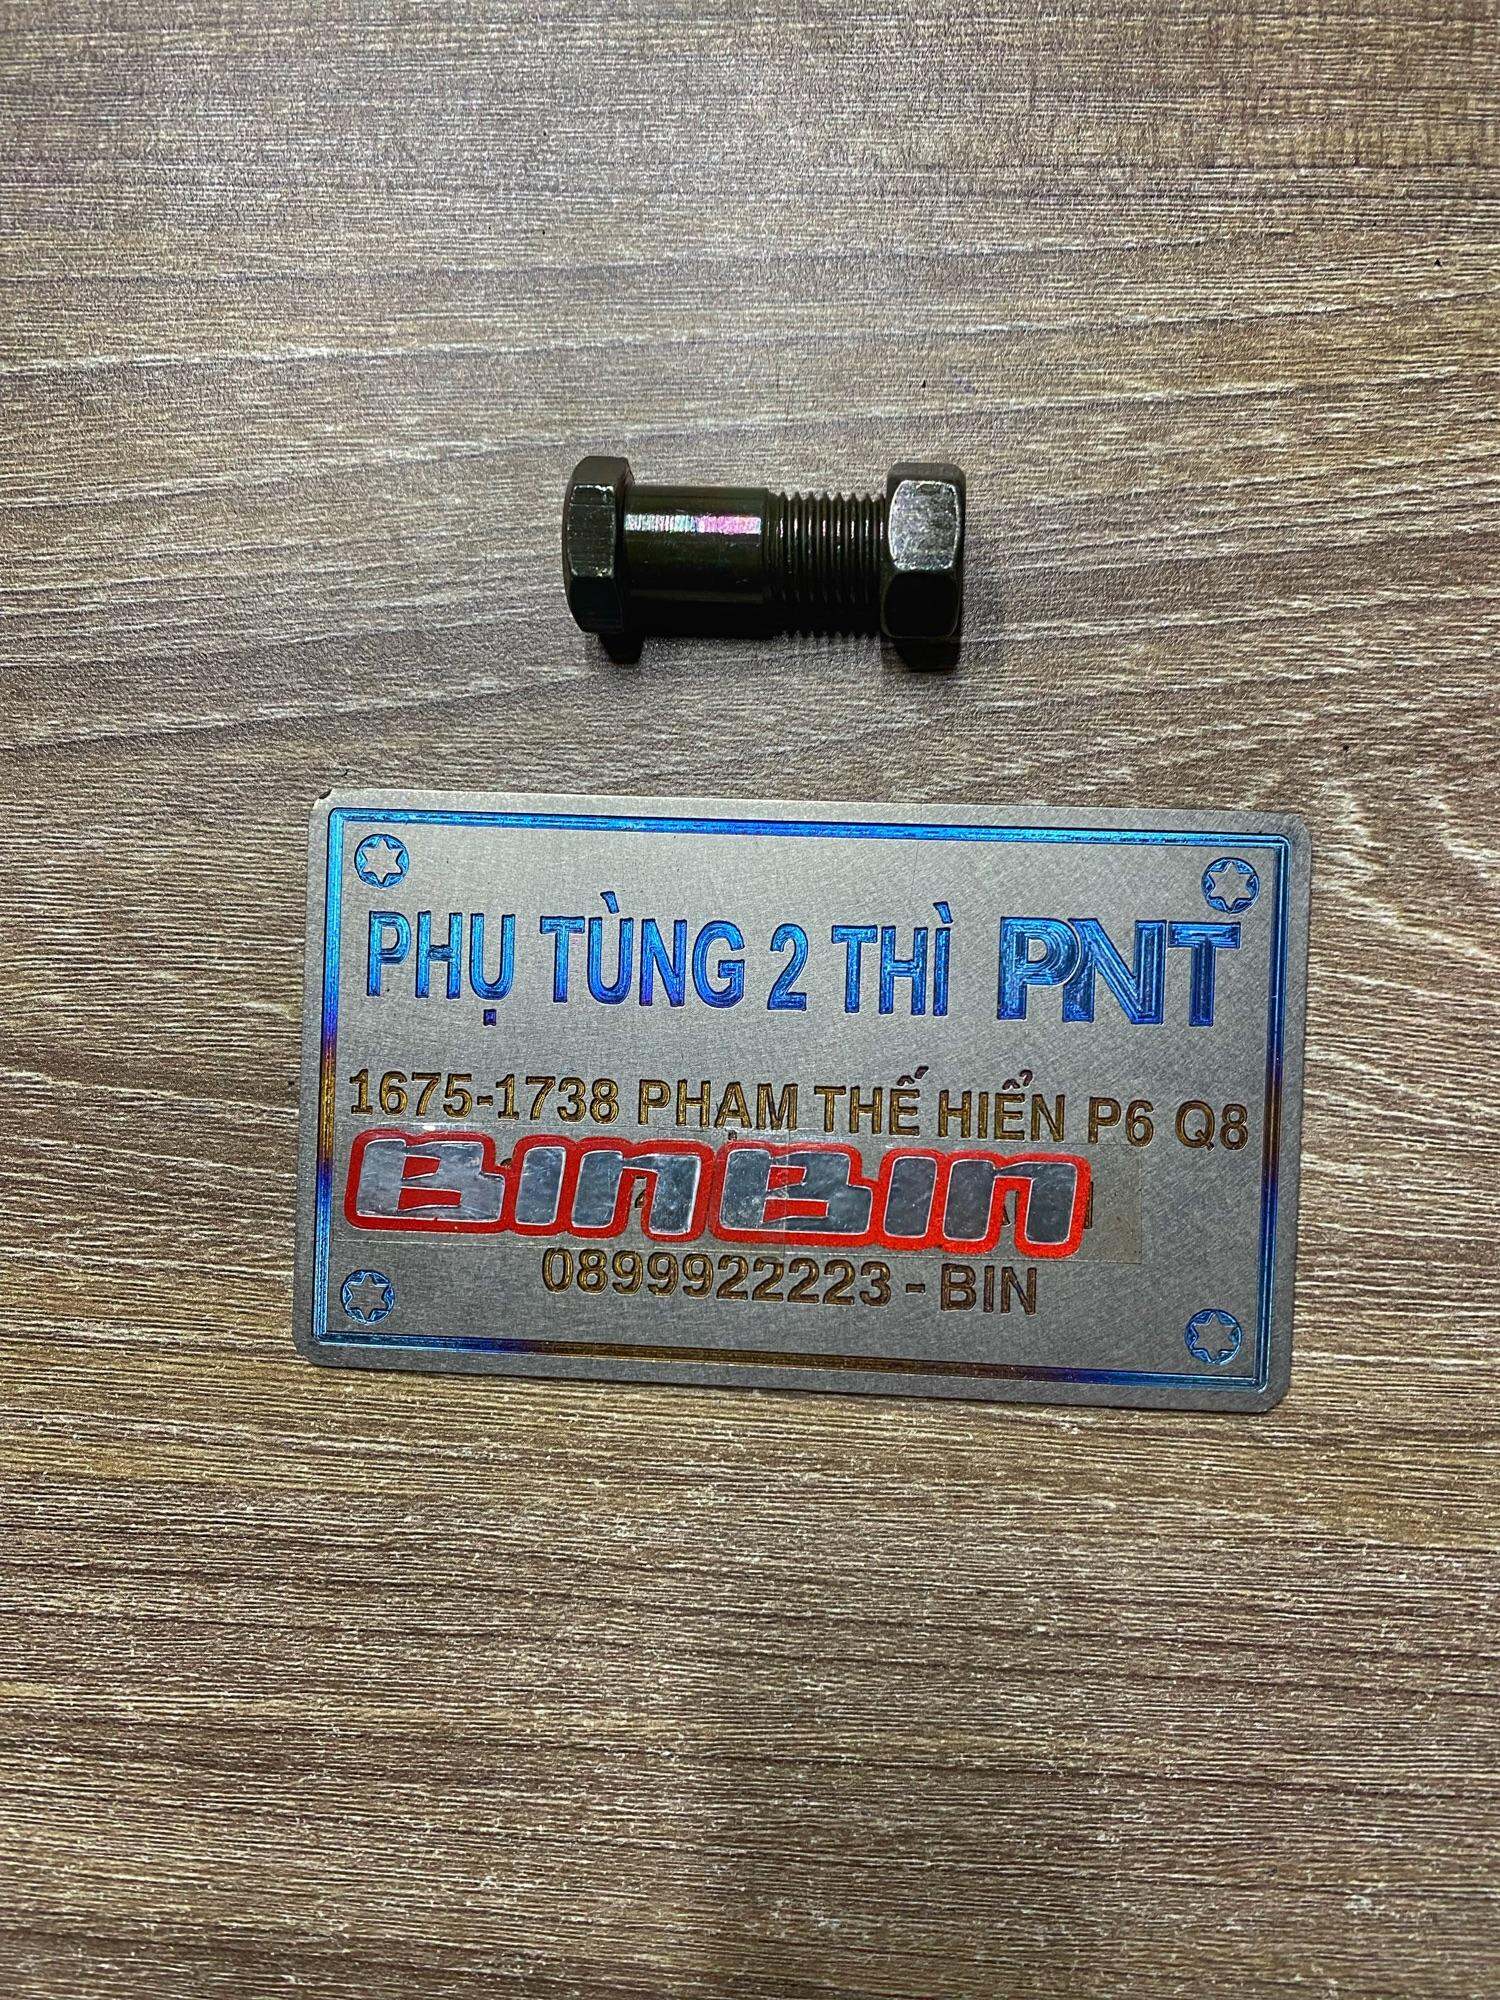 PHỤ TÙNG 2 THÌ PNT
1675-1738 PHẠM THẾ HIỂN P6 Q8
BinBin
0899922223 - BIN